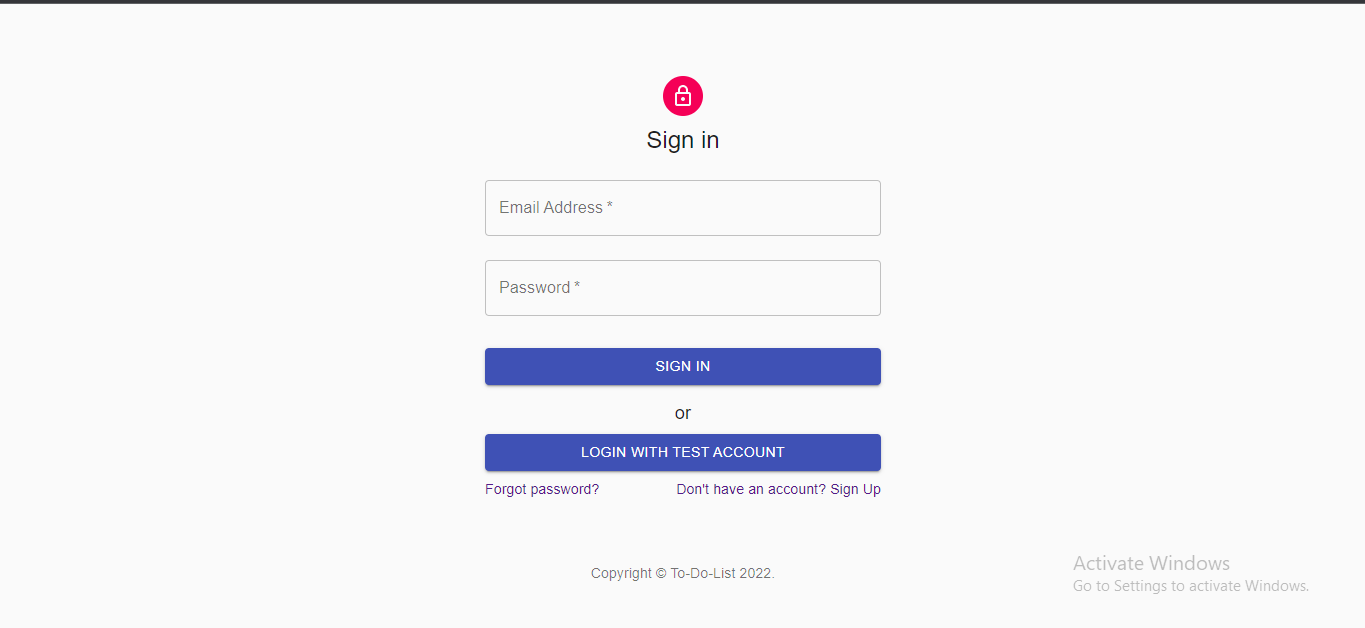 Sign in
Email Address *
Password *
SIGN IN
or
LOGIN WITH TEST ACCOUNT
Forgot password?
Don't have an account? Sign Up
Copyright © To-Do-List 2022.
Activate Windows
Go to Settings to activate Windows.